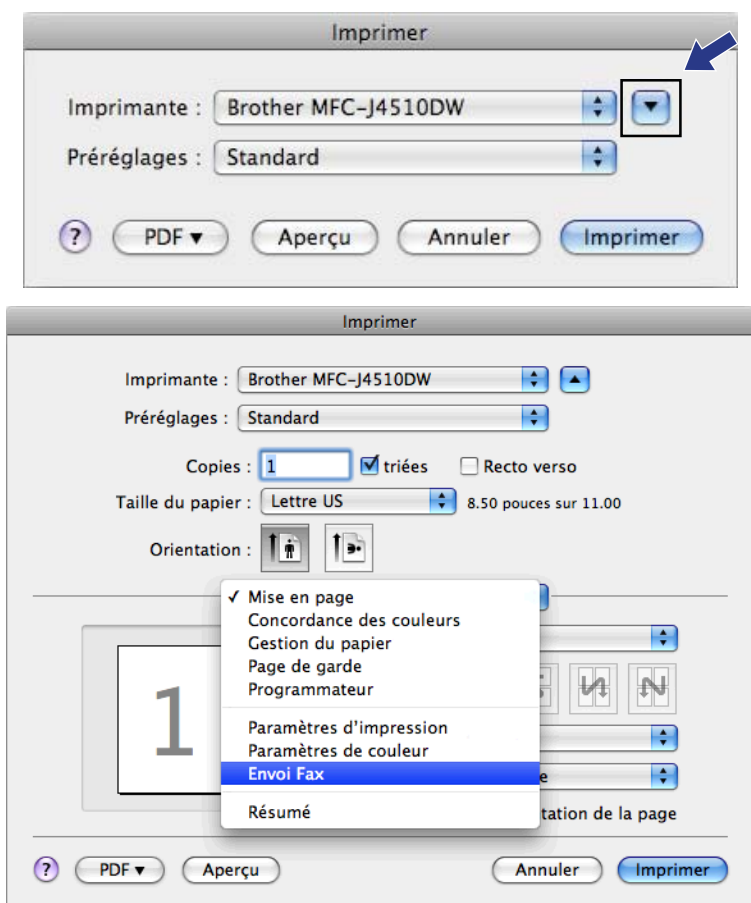 Imprimer
Imprimante : Brother MFC-J4510DW
Préréglages : Standard
? PDF Aperçu Annuler Imprimer
Imprimer
Imprimante : Brother MFC-J4510DW
Préréglages : Standard
Copies : 1 triées Recto verso
Taille du papier : Lettre US 8.50 pouces sur 11.00
Orientation :
Mise en page
Concordance des couleurs
Gestion du papier
Page de garde
Programmateur
1
Paramètres d'impression
Paramètres de couleur
Envoi Fax e
Résumé tation de la page
? PDF Aperçu Annuler Imprimer